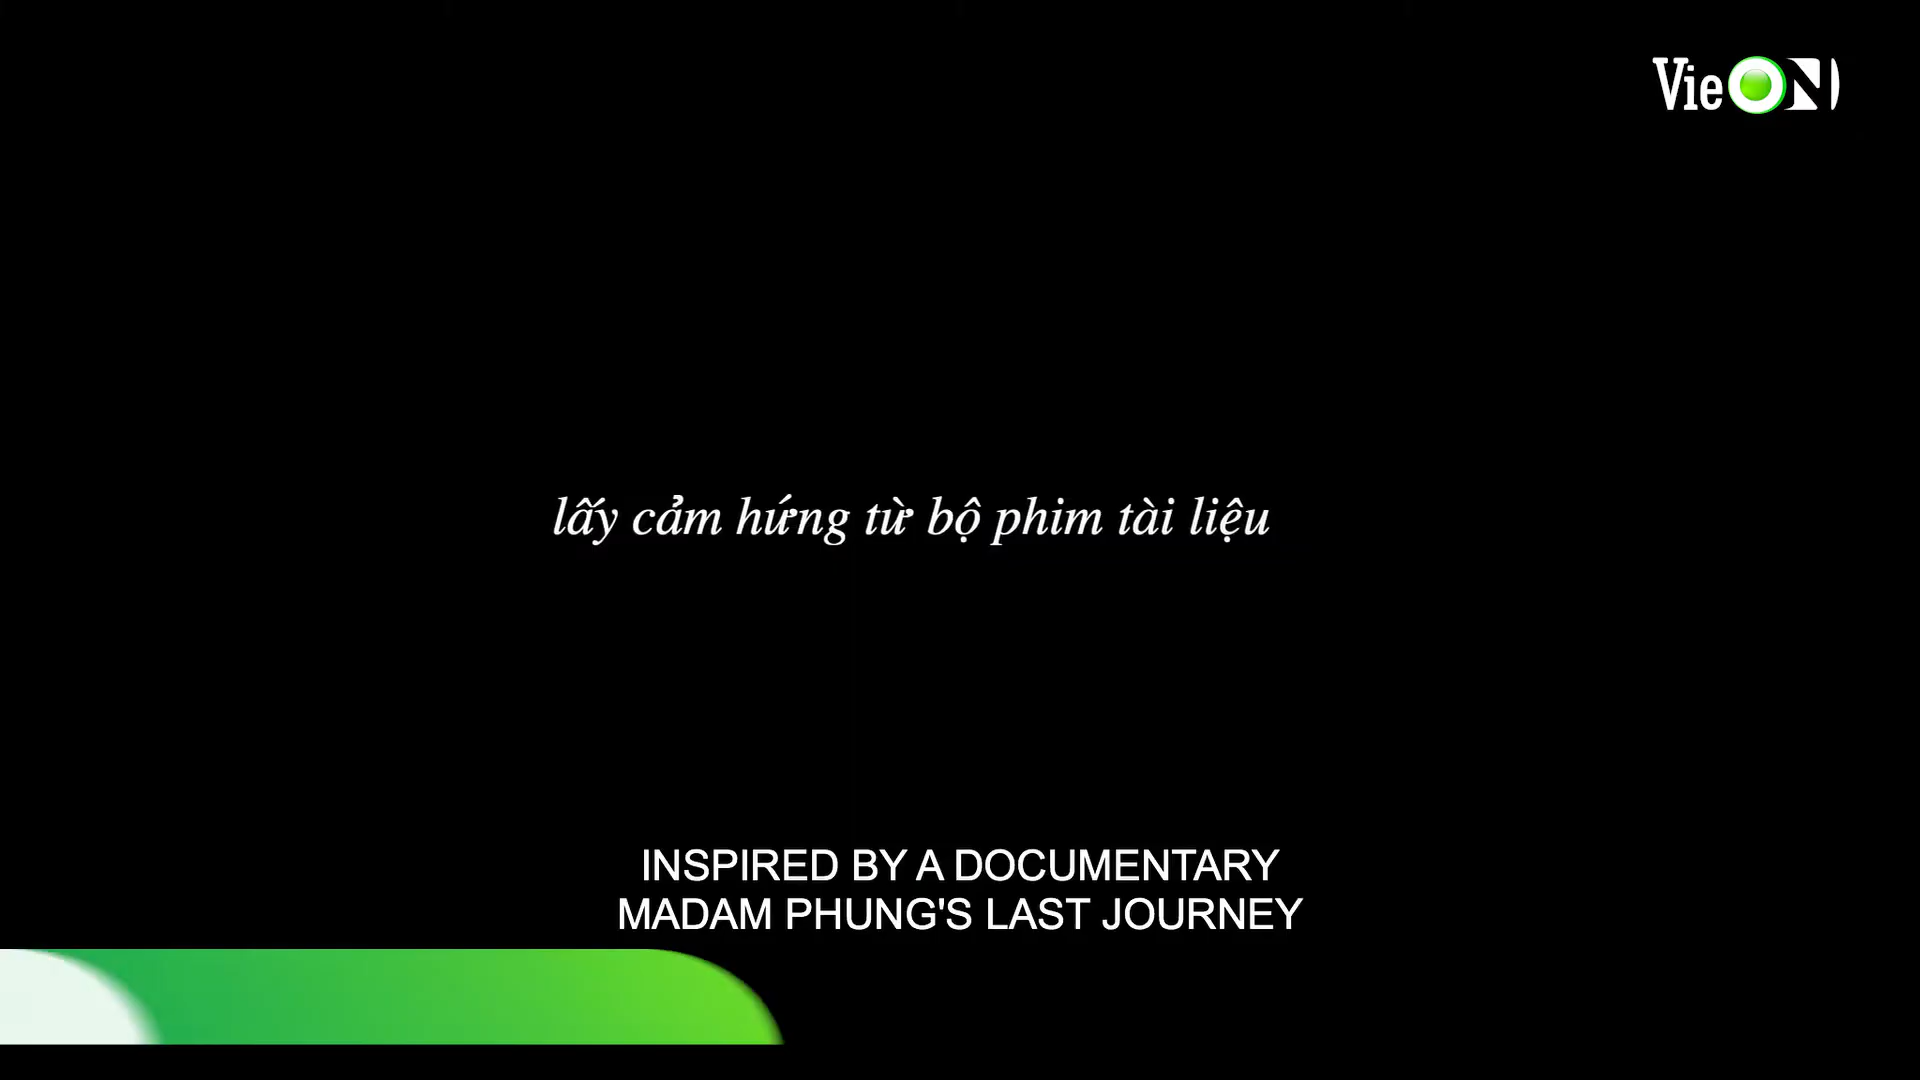 VieON
lấy cảm hứng từ bộ phim tài liệu
INSPIRED BY A DOCUMENTARY
MADAM PHUNG'S LAST JOURNEY